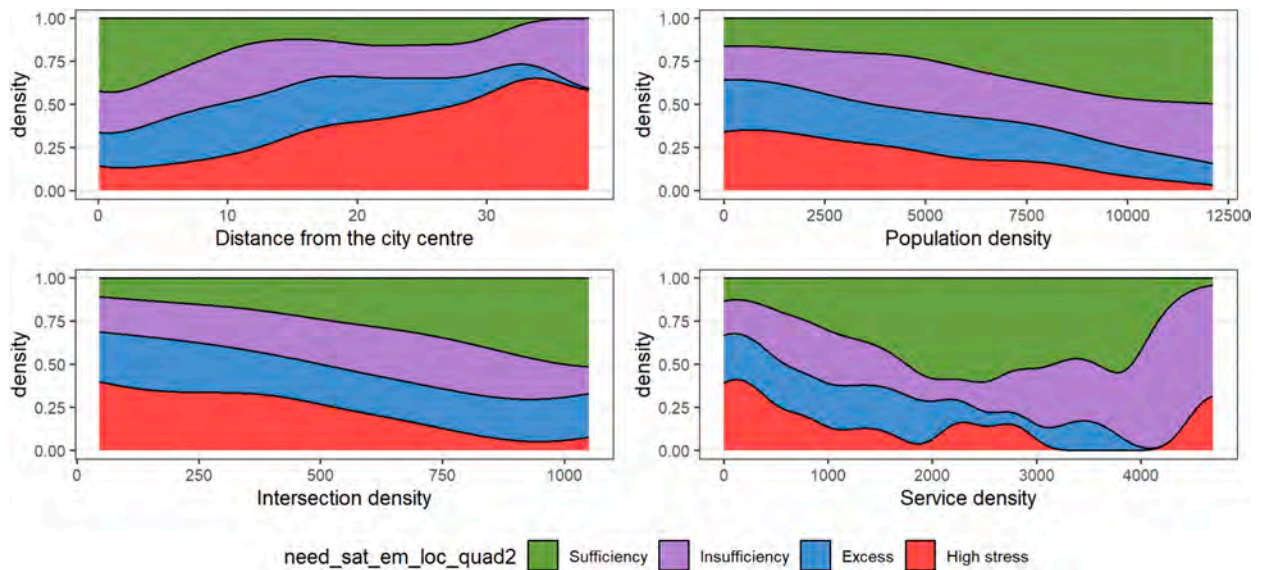 1.00
0.75
0.50
0.25
0.00
density
0 10 20 30
Distance from the city centre
1.00
0.75
0.50
0.25
0.00
density
0 2500 5000 7500 10000 12500
Population density
1.00
0.75
0.50
0.25
0.00
density
0 250 500 750 1000
Intersection density
1.00
0.75
0.50
0.25
0.00
density
0 1000 2000 3000 4000
Service density
need_sat_em_loc_quad2 Sufficiency Insufficiency Excess High stress